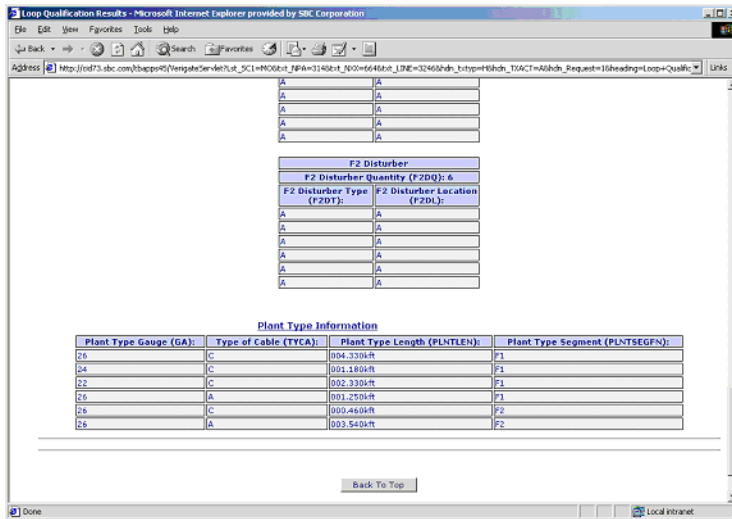 Loop Qualification Results - Microsoft Internet Explorer provided by SBC Corporation
File Edit View Favorites Tools Help
Back Search Favorites
Address http://cid73.sbc.com/tbapps45/VerigateServlet?Lst_SC1=MO&txt_NPA=314&txt_NXX=664&txt_LINE=3246&hdn_txtyp=H&hdn_TXACT=A&hdn_Request=1&heading=Loop+Qualific Links
A A
A A
A A
A A
A A
F2 Disturber
F2 Disturber Quantity (F2DQ): 6
F2 Disturber Type (F2DT): F2 Disturber Location (F2DL):
A A
A A
A A
A A
A A
A A
Plant Type Information
Plant Type Gauge (GA): Type of Cable (TYCA): Plant Type Length (PLNTLEN): Plant Type Segment (PLNTSEGFN):
26 C 004.330kft F1
24 C 001.180kft F1
22 C 002.330kft F1
26 A 001.250kft F1
26 C 000.460kft F2
26 A 003.540kft F2
Back To Top
Done Local intranet